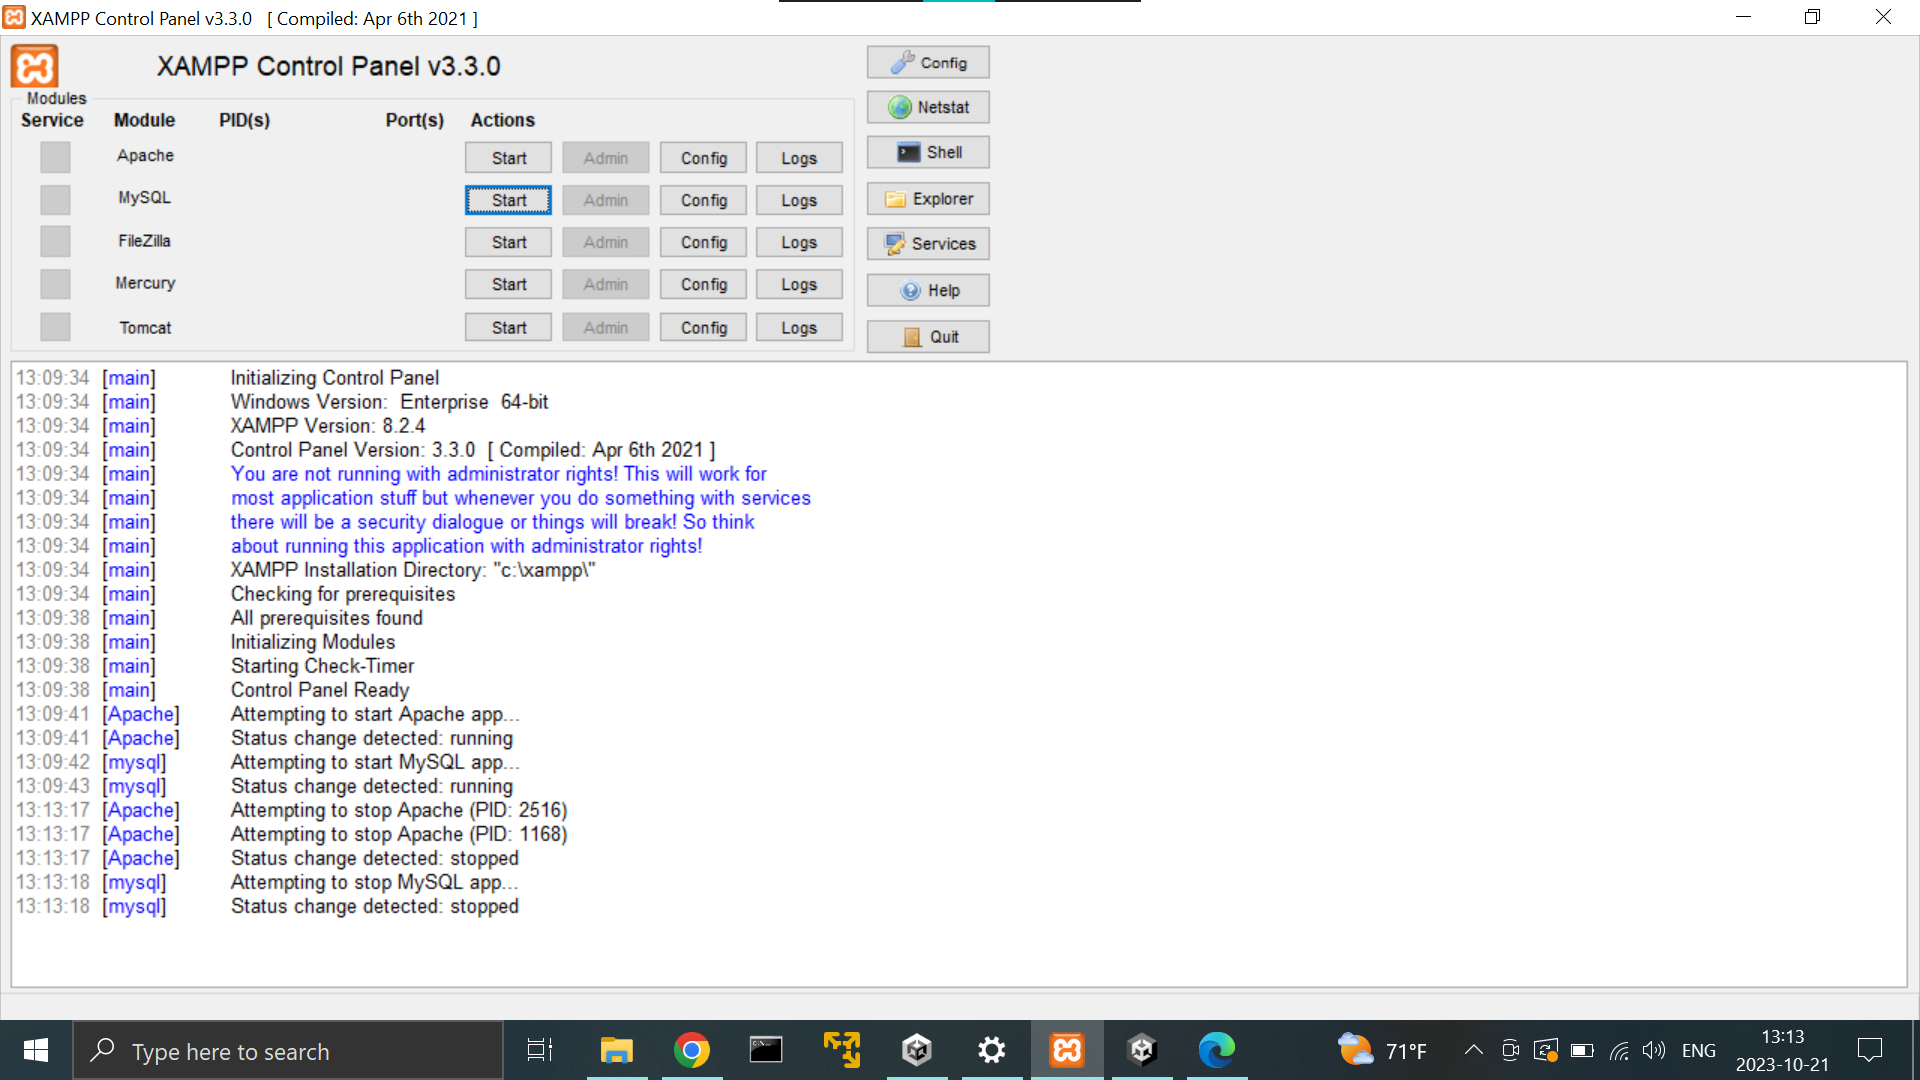 XAMPP Control Panel v3.3.0 [ Compiled: Apr 6th 2021 ]
XAMPP Control Panel v3.3.0
Config
Modules
Netstat
Service Module PID(s) Port(s) Actions
Apache Start Admin Config Logs
Shell
MySQL Start Admin Config Logs
Explorer
FileZilla Start Admin Config Logs
Services
Mercury Start Admin Config Logs
Help
Tomcat Start Admin Config Logs
Quit
13:09:34 [main] Initializing Control Panel
13:09:34 [main] Windows Version: Enterprise 64-bit
13:09:34 [main] XAMPP Version: 8.2.4
13:09:34 [main] Control Panel Version: 3.3.0 [ Compiled: Apr 6th 2021 ]
13:09:34 [main] You are not running with administrator rights! This will work for
13:09:34 [main] most application stuff but whenever you do something with services
13:09:34 [main] there will be a security dialogue or things will break! So think
13:09:34 [main] about running this application with administrator rights!
13:09:34 [main] XAMPP Installation Directory: "c:\xampp\"
13:09:34 [main] Checking for prerequisites
13:09:38 [main] All prerequisites found
13:09:38 [main] Initializing Modules
13:09:38 [main] Starting Check-Timer
13:09:38 [main] Control Panel Ready
13:09:41 [Apache] Attempting to start Apache app...
13:09:41 [Apache] Status change detected: running
13:09:42 [mysql] Attempting to start MySQL app...
13:09:43 [mysql] Status change detected: running
13:13:17 [Apache] Attempting to stop Apache (PID: 2516)
13:13:17 [Apache] Attempting to stop Apache (PID: 1168)
13:13:17 [Apache] Status change detected: stopped
13:13:18 [mysql] Attempting to stop MySQL app...
13:13:18 [mysql] Status change detected: stopped
Type here to search
71°F
ENG
13:13
2023-10-21